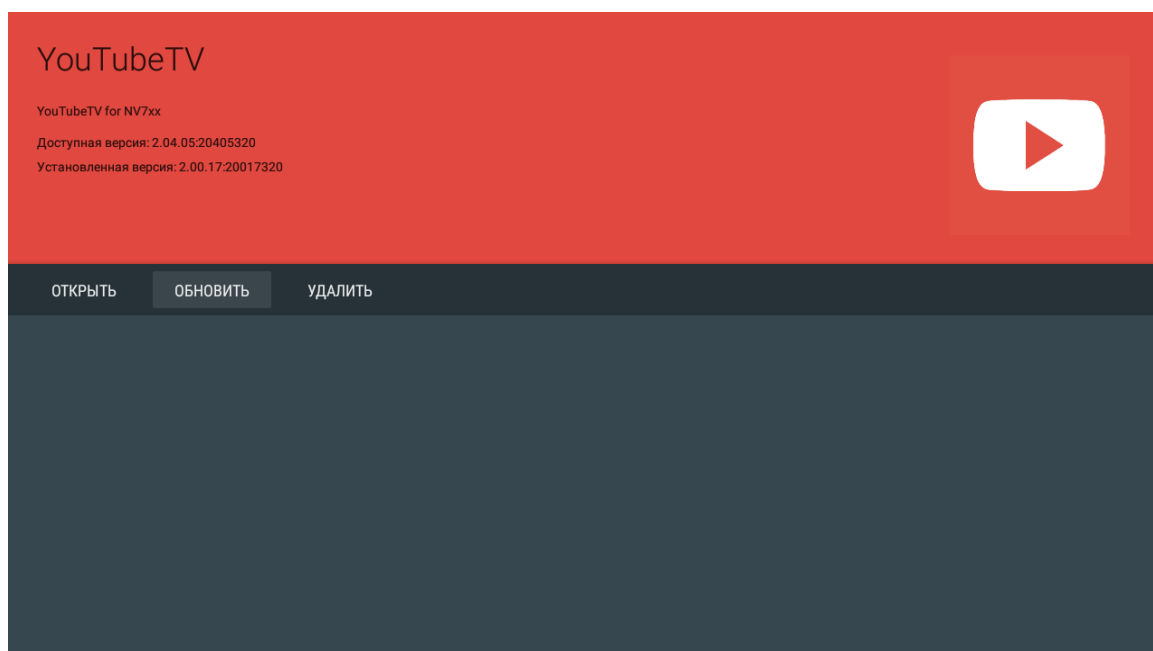 YouTubeTV
YouTubeTV for NV7xx
Доступная версия: 2.04.05:20405320
Установленная версия: 2.00.17:20017320
ОТКРЫТЬ ОБНОВИТЬ УДАЛИТЬ